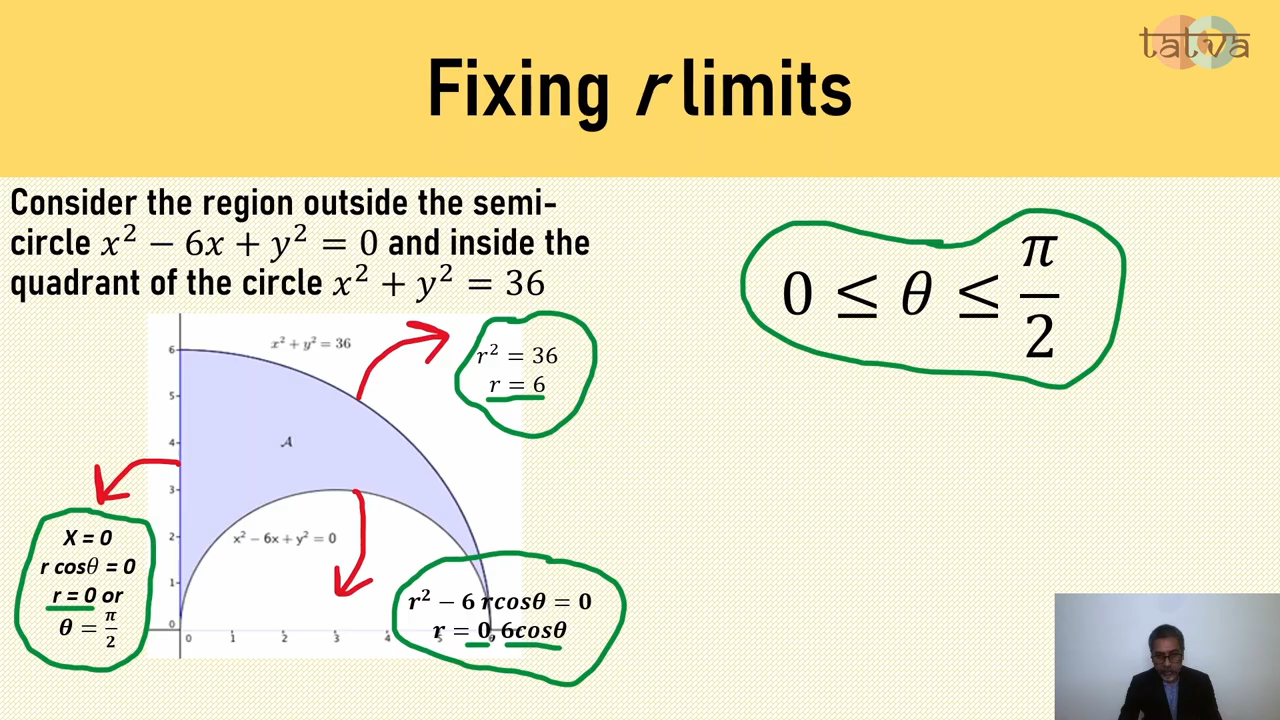 tatva
Fixing r limits
Consider the region outside the semi-
circle x² − 6x + y² = 0 and inside the
quadrant of the circle x² + y² = 36
0 ≤ θ ≤ π/2
x² + y² = 36
r² = 36
r = 6
6
5
4
3
2
1
0
A
x² − 6x + y² = 0
X = 0
r cosθ = 0
r = 0 or
θ = π/2
r² − 6 rcosθ = 0
r = 0, 6cosθ
0 1 2 3 4 5